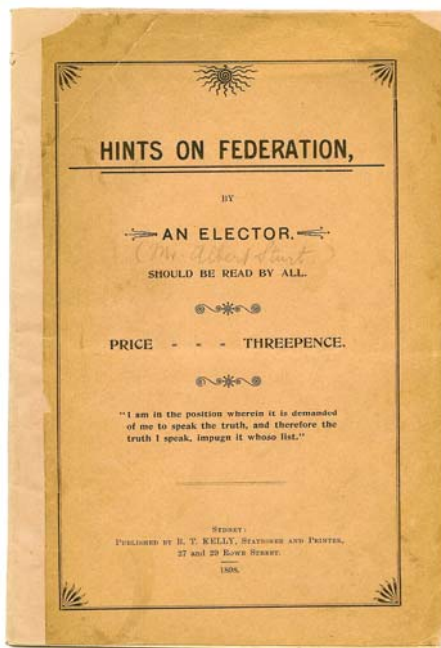 HINTS ON FEDERATION,
BY
AN ELECTOR.
(Mr. Albert
SHOULD BE READ BY ALL.
PRICE - - - THREEPENCE.
"I am in the position wherein it is demanded
of me to speak the truth, and therefore the
truth I speak, impugn it whoso list."
SYDNEY:
PUBLISHED BY R. T. KELLY, STATIONER AND PRINTER,
27 and 29 ROWE STREET.
1898.